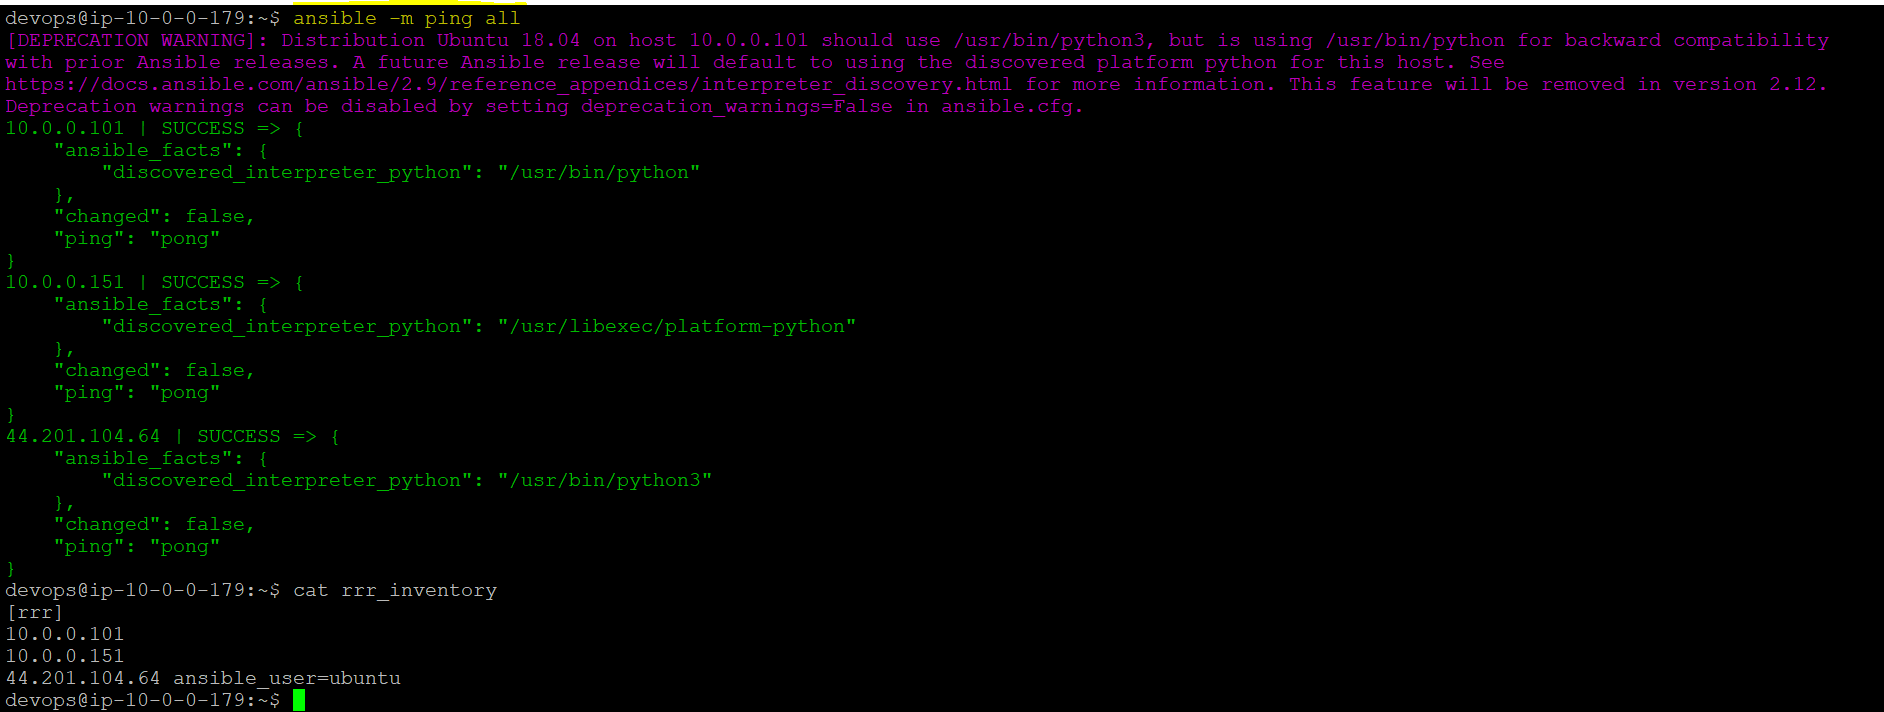 devops@ip-10-0-0-179:~$ ansible -m ping all
[DEPRECATION WARNING]: Distribution Ubuntu 18.04 on host 10.0.0.101 should use /usr/bin/python3, but is using /usr/bin/python for backward compatibility
with prior Ansible releases. A future Ansible release will default to using the discovered platform python for this host. See
https://docs.ansible.com/ansible/2.9/reference_appendices/interpreter_discovery.html for more information. This feature will be removed in version 2.12.
Deprecation warnings can be disabled by setting deprecation_warnings=False in ansible.cfg.
10.0.0.101 | SUCCESS => {
    "ansible_facts": {
        "discovered_interpreter_python": "/usr/bin/python"
    },
    "changed": false,
    "ping": "pong"
}
10.0.0.151 | SUCCESS => {
    "ansible_facts": {
        "discovered_interpreter_python": "/usr/libexec/platform-python"
    },
    "changed": false,
    "ping": "pong"
}
44.201.104.64 | SUCCESS => {
    "ansible_facts": {
        "discovered_interpreter_python": "/usr/bin/python3"
    },
    "changed": false,
    "ping": "pong"
}
devops@ip-10-0-0-179:~$ cat rrr_inventory
[rrr]
10.0.0.101
10.0.0.151
44.201.104.64 ansible_user=ubuntu
devops@ip-10-0-0-179:~$